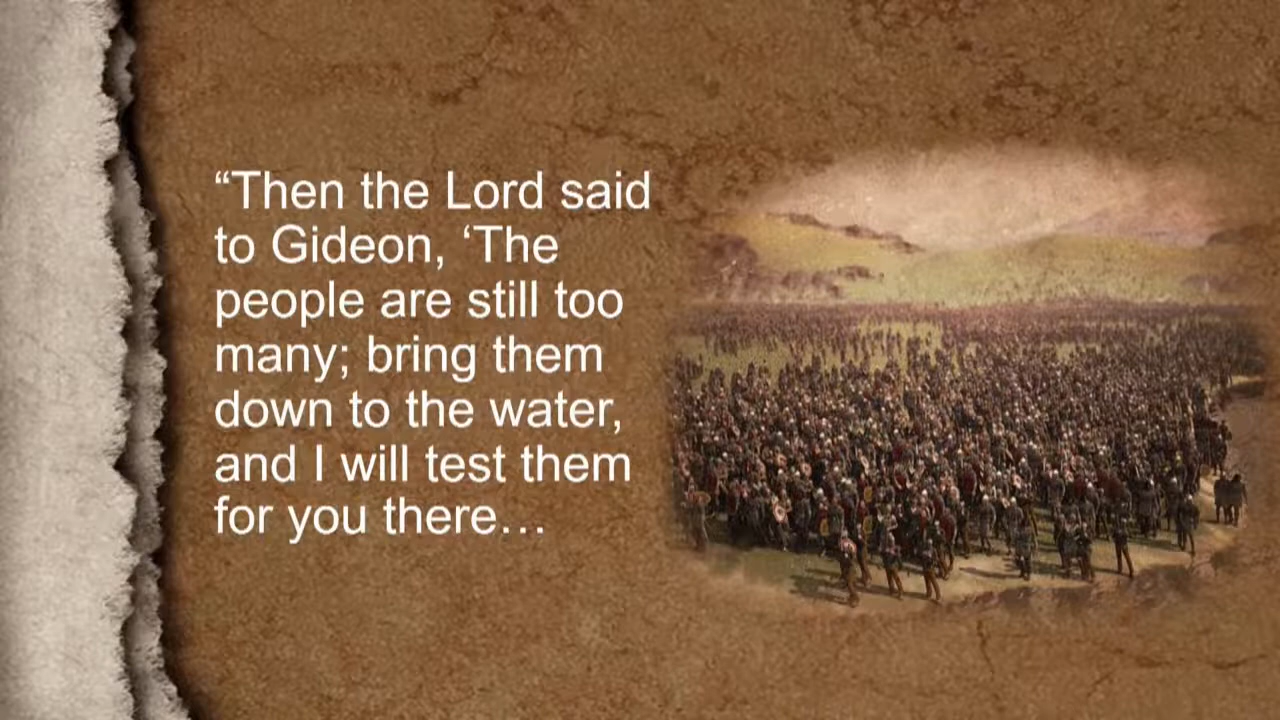 “Then the Lord said
to Gideon, ‘The
people are still too
many; bring them
down to the water,
and I will test them
for you there…